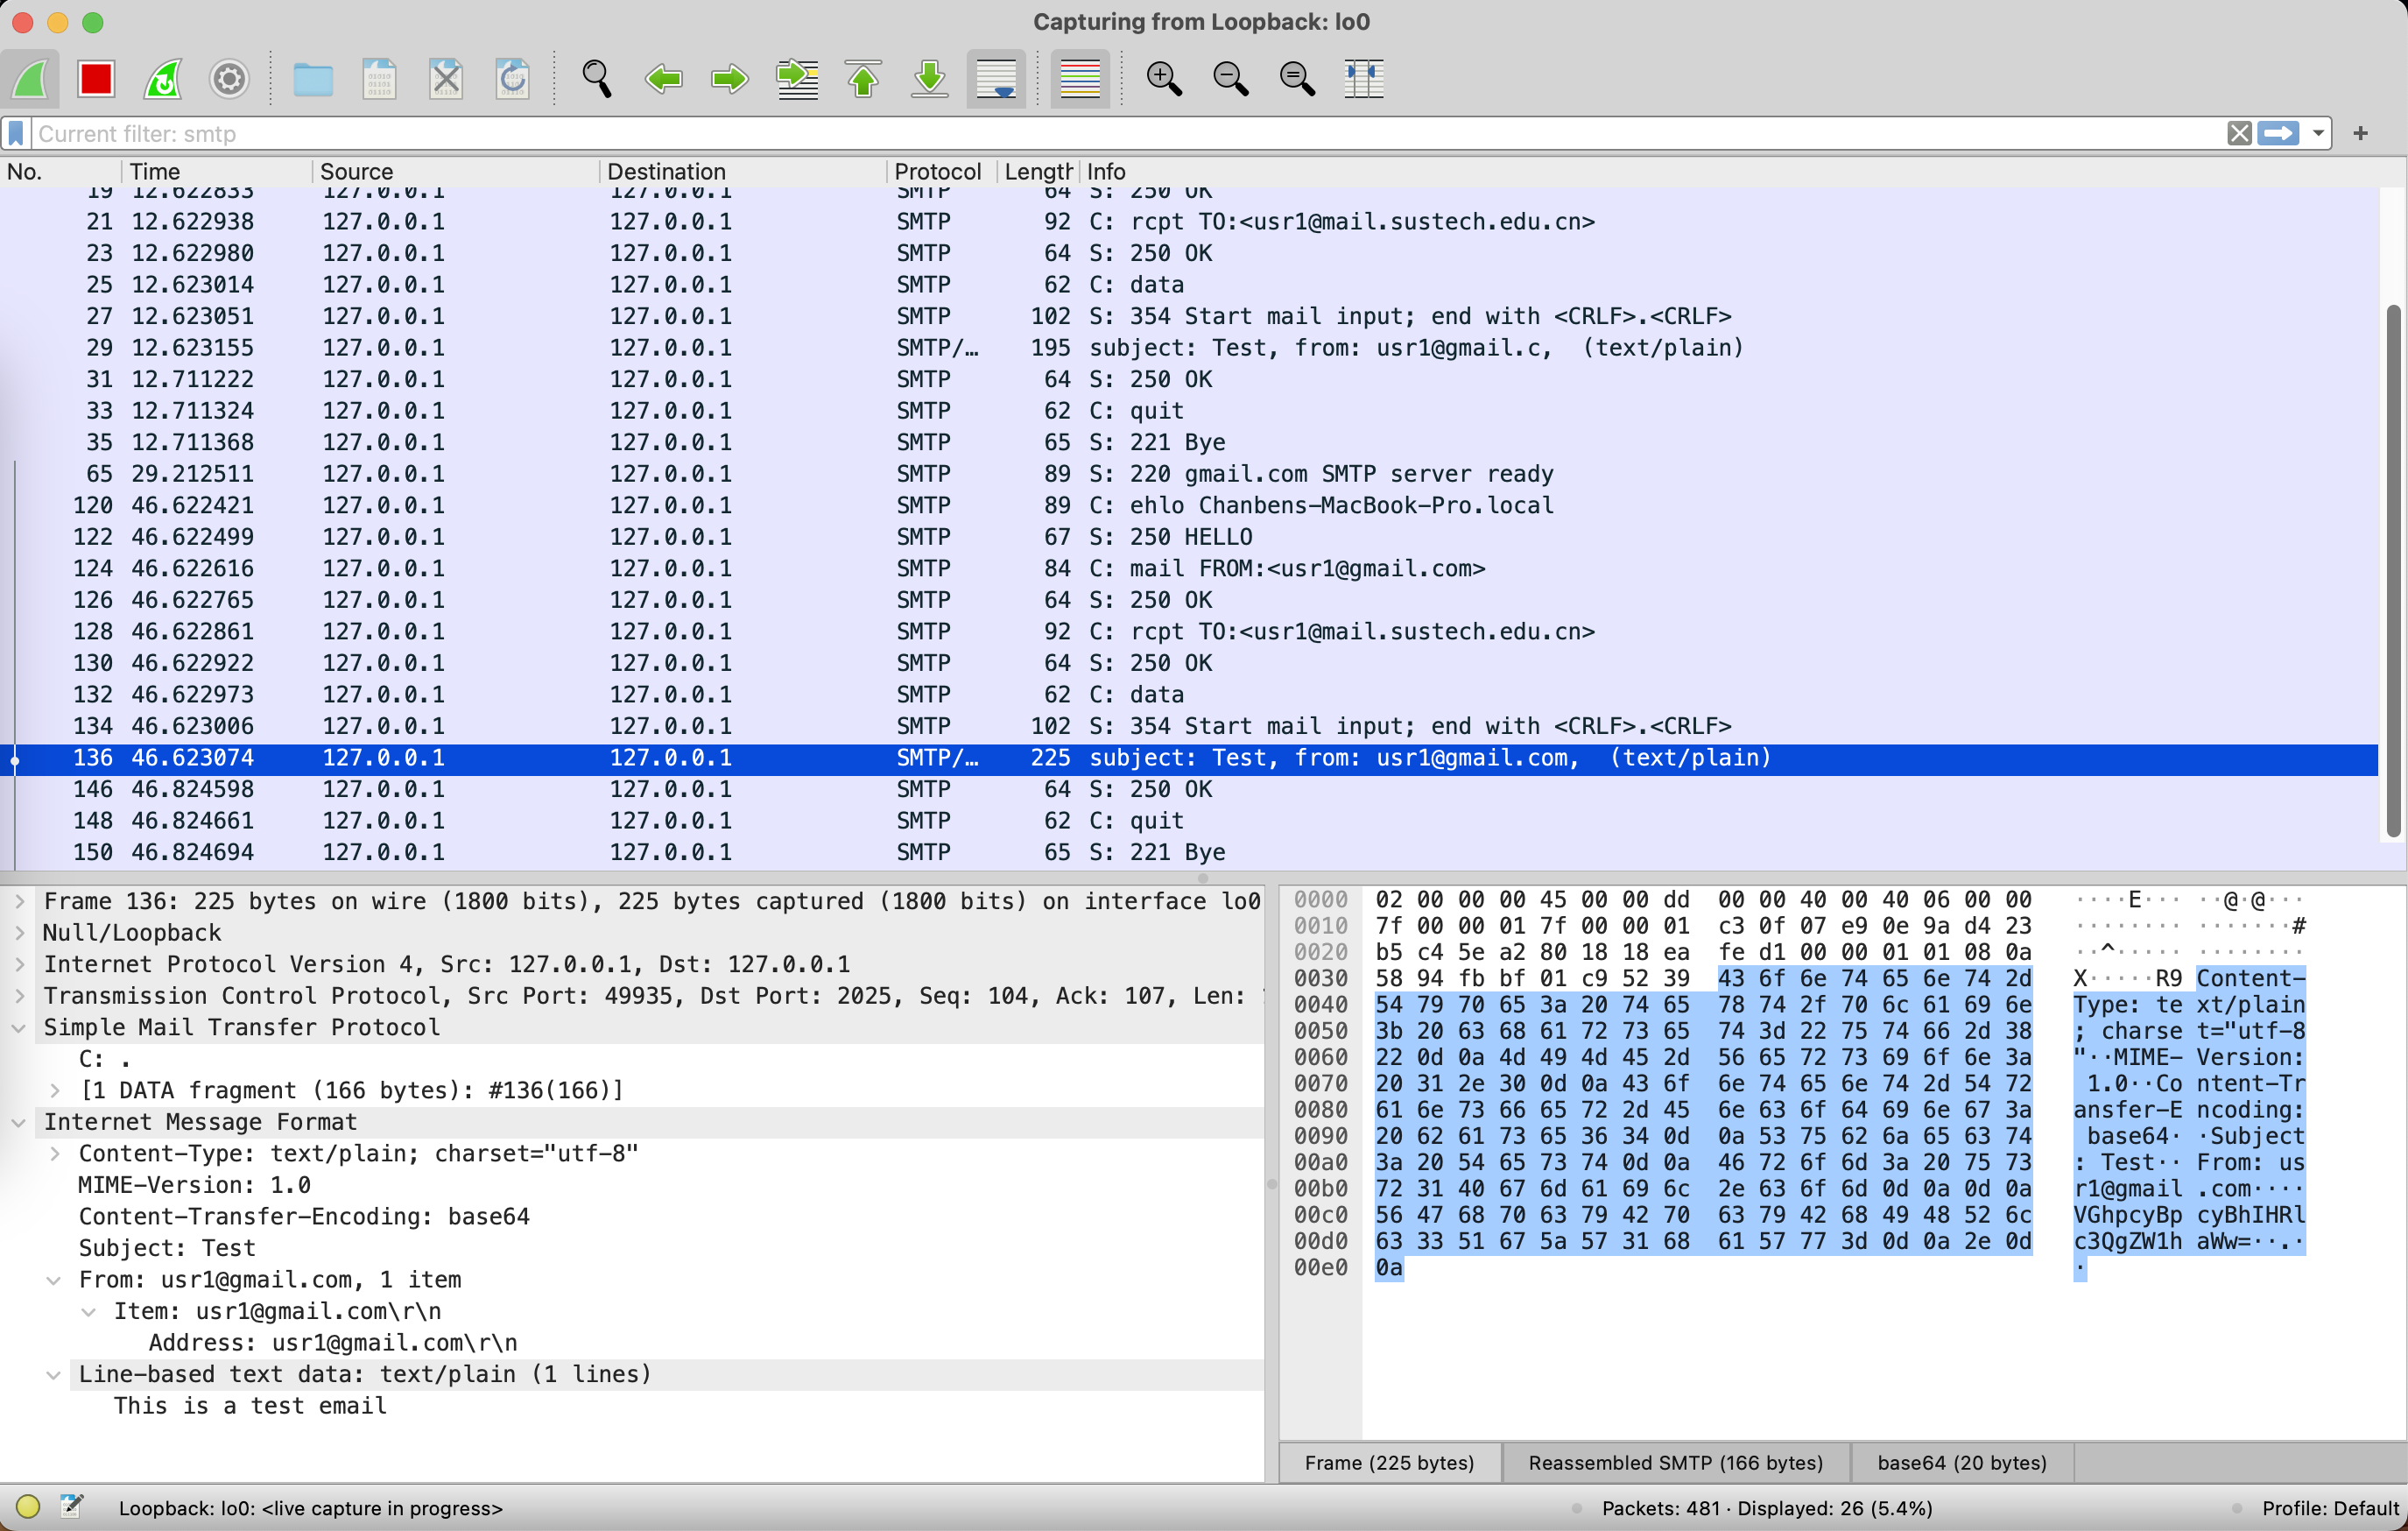 Capturing from Loopback: lo0
Current filter: smtp
No. Time Source Destination Protocol Length Info
19 12.622833 127.0.0.1 127.0.0.1 SMTP 64 S: 250 OK
21 12.622938 127.0.0.1 127.0.0.1 SMTP 92 C: rcpt TO:<usr1@mail.sustech.edu.cn>
23 12.622980 127.0.0.1 127.0.0.1 SMTP 64 S: 250 OK
25 12.623014 127.0.0.1 127.0.0.1 SMTP 62 C: data
27 12.623051 127.0.0.1 127.0.0.1 SMTP 102 S: 354 Start mail input; end with <CRLF>.<CRLF>
29 12.623155 127.0.0.1 127.0.0.1 SMTP/… 195 subject: Test, from: usr1@gmail.c, (text/plain)
31 12.711222 127.0.0.1 127.0.0.1 SMTP 64 S: 250 OK
33 12.711324 127.0.0.1 127.0.0.1 SMTP 62 C: quit
35 12.711368 127.0.0.1 127.0.0.1 SMTP 65 S: 221 Bye
65 29.212511 127.0.0.1 127.0.0.1 SMTP 89 S: 220 gmail.com SMTP server ready
120 46.622421 127.0.0.1 127.0.0.1 SMTP 89 C: ehlo Chanbens-MacBook-Pro.local
122 46.622499 127.0.0.1 127.0.0.1 SMTP 67 S: 250 HELLO
124 46.622616 127.0.0.1 127.0.0.1 SMTP 84 C: mail FROM:<usr1@gmail.com>
126 46.622765 127.0.0.1 127.0.0.1 SMTP 64 S: 250 OK
128 46.622861 127.0.0.1 127.0.0.1 SMTP 92 C: rcpt TO:<usr1@mail.sustech.edu.cn>
130 46.622922 127.0.0.1 127.0.0.1 SMTP 64 S: 250 OK
132 46.622973 127.0.0.1 127.0.0.1 SMTP 62 C: data
134 46.623006 127.0.0.1 127.0.0.1 SMTP 102 S: 354 Start mail input; end with <CRLF>.<CRLF>
136 46.623074 127.0.0.1 127.0.0.1 SMTP/… 225 subject: Test, from: usr1@gmail.com, (text/plain)
146 46.824598 127.0.0.1 127.0.0.1 SMTP 64 S: 250 OK
148 46.824661 127.0.0.1 127.0.0.1 SMTP 62 C: quit
150 46.824694 127.0.0.1 127.0.0.1 SMTP 65 S: 221 Bye
Frame 136: 225 bytes on wire (1800 bits), 225 bytes captured (1800 bits) on interface lo0
Null/Loopback
Internet Protocol Version 4, Src: 127.0.0.1, Dst: 127.0.0.1
Transmission Control Protocol, Src Port: 49935, Dst Port: 2025, Seq: 104, Ack: 107, Len:
Simple Mail Transfer Protocol
C: .
[1 DATA fragment (166 bytes): #136(166)]
Internet Message Format
Content-Type: text/plain; charset="utf-8"
MIME-Version: 1.0
Content-Transfer-Encoding: base64
Subject: Test
From: usr1@gmail.com, 1 item
Item: usr1@gmail.com\r\n
Address: usr1@gmail.com\r\n
Line-based text data: text/plain (1 lines)
This is a test email
0000 02 00 00 00 45 00 00 dd 00 00 40 00 40 06 00 00 ····E··· ··@·@···
0010 7f 00 00 01 7f 00 00 01 c3 0f 07 e9 0e 9a d4 23 ········ ·······#
0020 b5 c4 5e a2 80 18 18 ea fe d1 00 00 01 01 08 0a ··^····· ········
0030 58 94 fb bf 01 c9 52 39 43 6f 6e 74 65 6e 74 2d X·····R9 Content-
0040 54 79 70 65 3a 20 74 65 78 74 2f 70 6c 61 69 6e Type: te xt/plain
0050 3b 20 63 68 61 72 73 65 74 3d 22 75 74 66 2d 38 ; charse t="utf-8
0060 22 0d 0a 4d 49 4d 45 2d 56 65 72 73 69 6f 6e 3a "··MIME- Version:
0070 20 31 2e 30 0d 0a 43 6f 6e 74 65 6e 74 2d 54 72 1.0··Co ntent-Tr
0080 61 6e 73 66 65 72 2d 45 6e 63 6f 64 69 6e 67 3a ansfer-E ncoding:
0090 20 62 61 73 65 36 34 0d 0a 53 75 62 6a 65 63 74 base64· ·Subject
00a0 3a 20 54 65 73 74 0d 0a 46 72 6f 6d 3a 20 75 73 : Test·· From: us
00b0 72 31 40 67 6d 61 69 6c 2e 63 6f 6d 0d 0a 0d 0a r1@gmail .com····
00c0 56 47 68 70 63 79 42 70 63 79 42 68 49 48 52 6c VGhpcyBp cyBhIHRl
00d0 63 33 51 67 5a 57 31 68 61 57 77 3d 0d 0a 2e 0d c3QgZW1h aWw=··.·
00e0 0a ·
Frame (225 bytes) Reassembled SMTP (166 bytes) base64 (20 bytes)
Loopback: lo0: <live capture in progress> Packets: 481 · Displayed: 26 (5.4%) Profile: Default